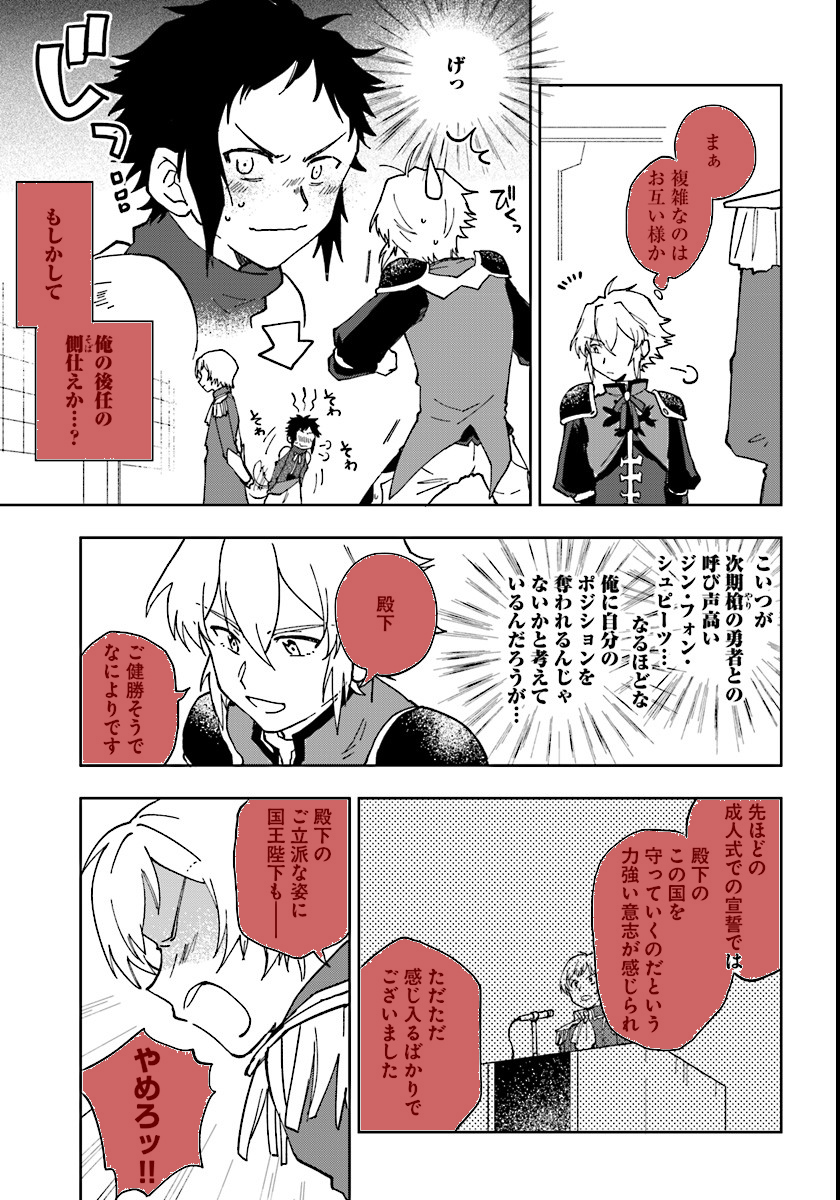 まぁ
複雑なのは
お互い様か
げっ
びくっ
じじっ
もしかして
俺の後任の
側仕えか…?
そわ
そわ
そわ
こいつが
次期槍の勇者との
呼び声高い
ジン・フォン・
シュピーツ…
なるほどな
俺に自分の
ポジションを
奪われるんじゃ
ないかと考えて
いるんだろうが…
殿下
ご健勝そうで
なによりです
先ほどの
成人式での宣誓では
殿下の
この国を
守っていくのだという
力強い意志が感じられ
ただただ
感じ入るばかりで
ございました
殿下の
ご立派な姿に
国王陛下も――
やめろッ!!